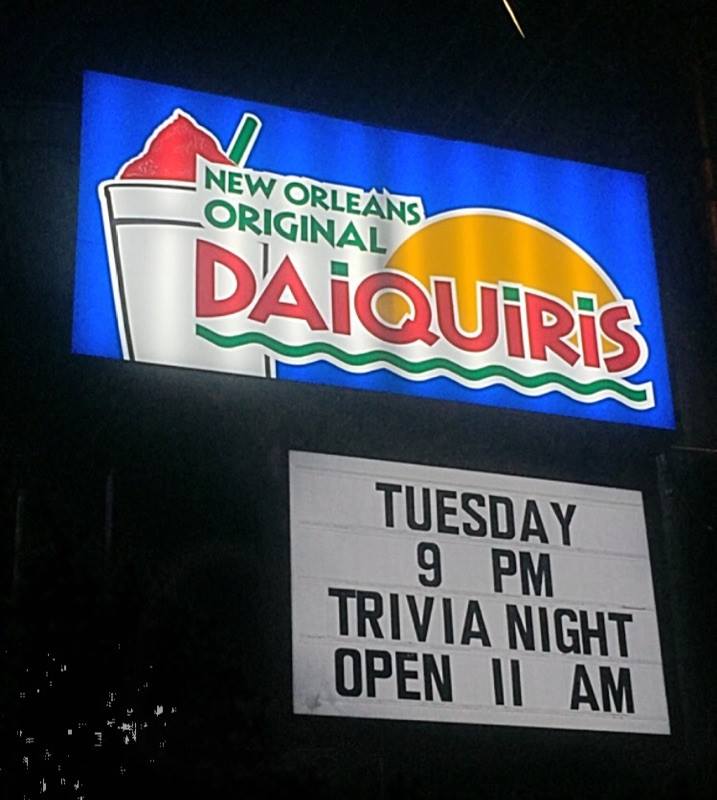 NEW ORLEANS
ORIGINAL
DAiQUiRiS
TUESDAY
9 PM
TRIVIA NIGHT
OPEN 11 AM